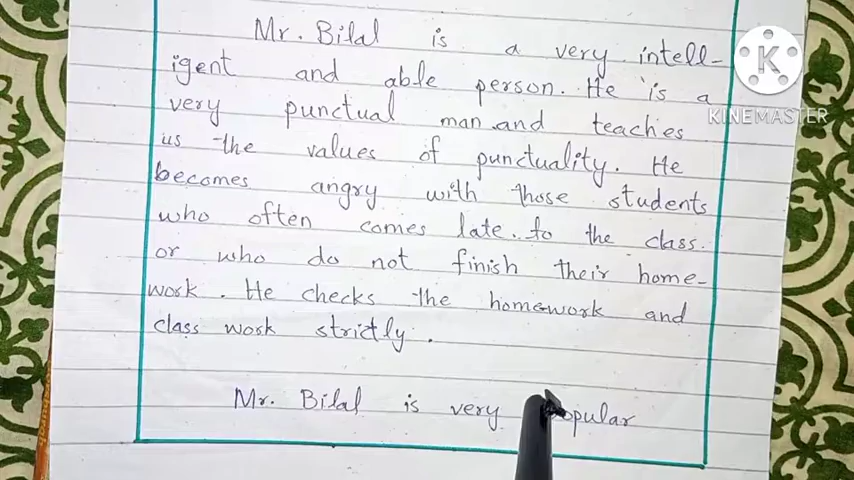 Mr. Bilal is a very intell-
igent and able person. He is a
very punctual man and teaches
us the values of punctuality. He
becomes angry with those students
who often comes late. to the class.
or who do not finish their home-
work. He checks the homework and
class work strictly.
Mr. Bilal is very popular
K
KINEMASTER